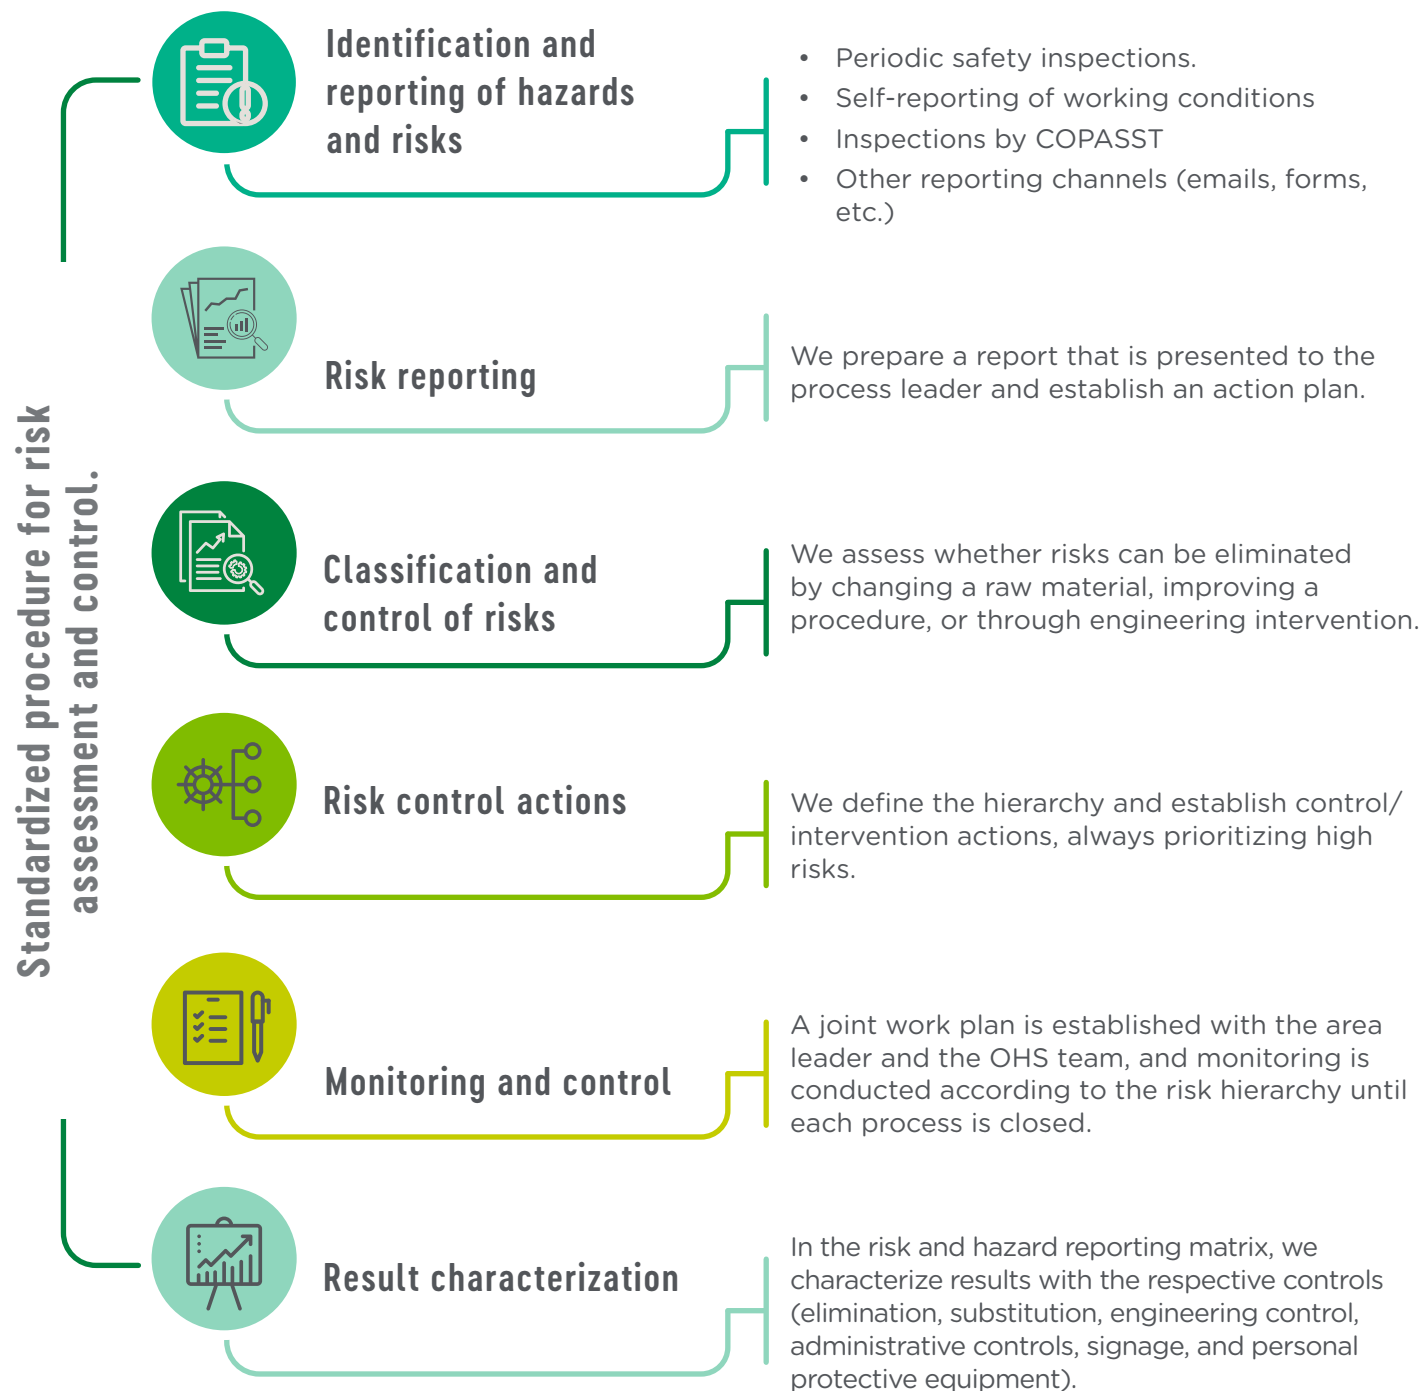 Standardized procedure for risk
assessment and control.
Identification and
reporting of hazards
and risks
• Periodic safety inspections.
• Self-reporting of working conditions
• Inspections by COPASST
• Other reporting channels (emails, forms,
etc.)
Risk reporting
We prepare a report that is presented to the
process leader and establish an action plan.
Classification and
control of risks
We assess whether risks can be eliminated
by changing a raw material, improving a
procedure, or through engineering intervention.
Risk control actions
We define the hierarchy and establish control/
intervention actions, always prioritizing high
risks.
Monitoring and control
A joint work plan is established with the area
leader and the OHS team, and monitoring is
conducted according to the risk hierarchy until
each process is closed.
Result characterization
In the risk and hazard reporting matrix, we
characterize results with the respective controls
(elimination, substitution, engineering control,
administrative controls, signage, and personal
protective equipment).